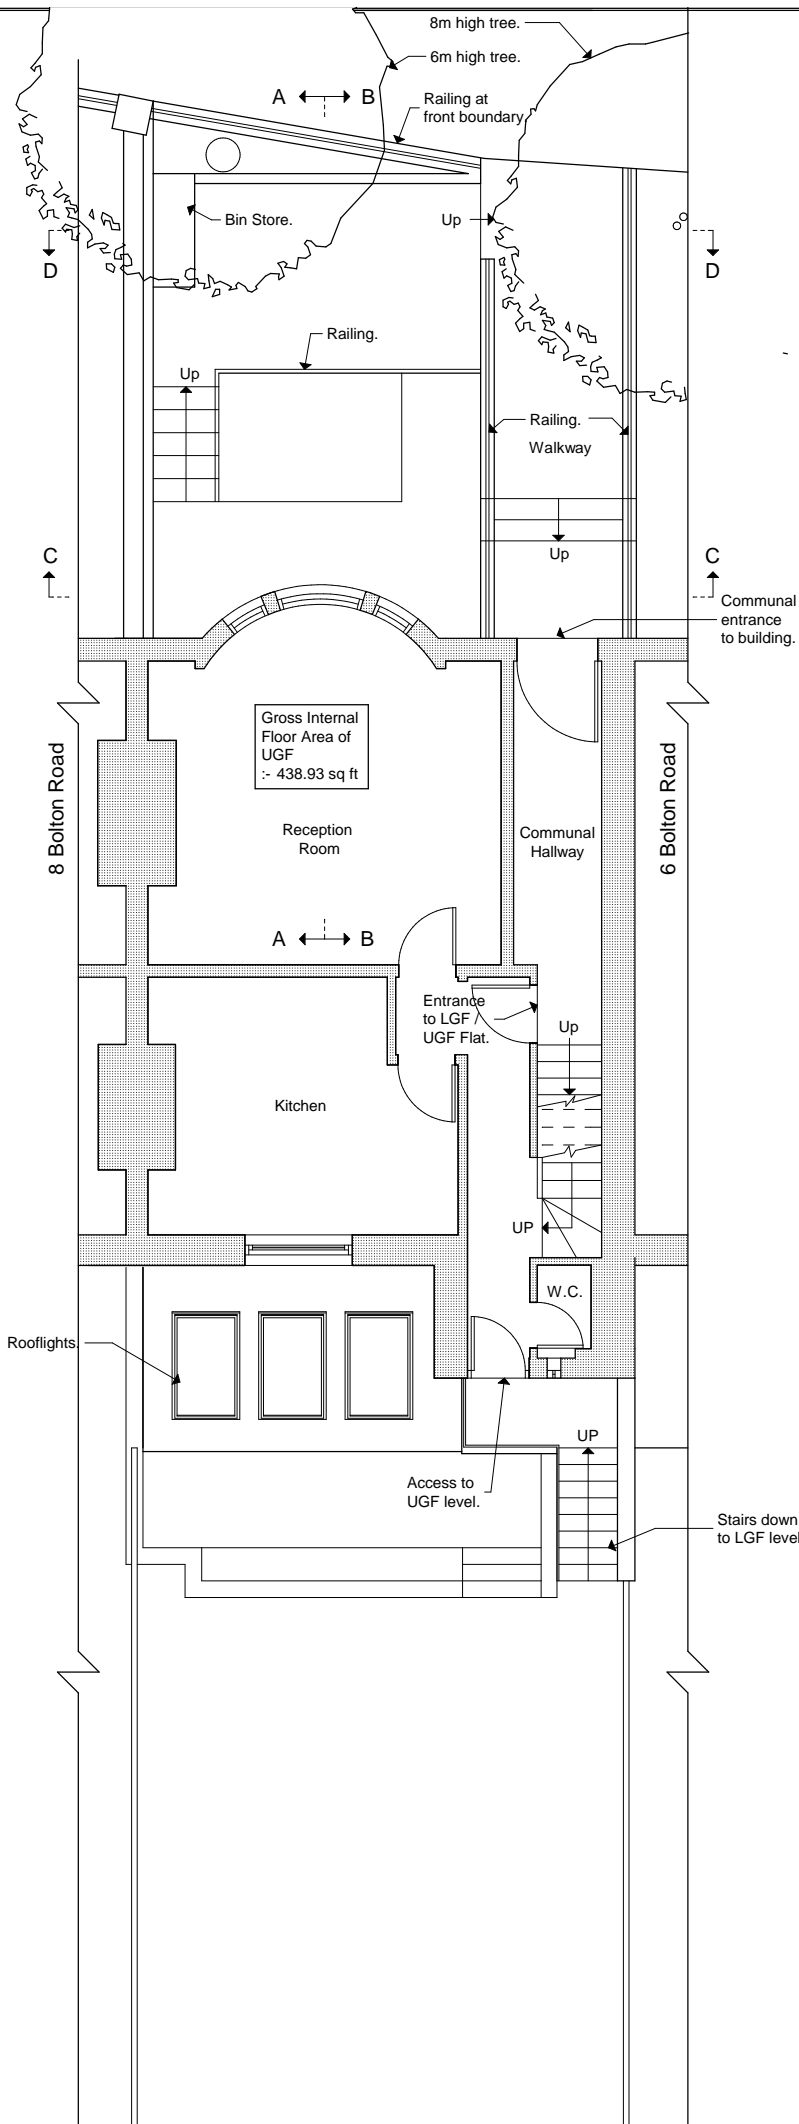 8m high tree.
6m high tree.
A B
Railing at
front boundary
Bin Store.
Up
D D
Railing.
Up
Railing.
Walkway
Up
C C
Communal
entrance
to building.
Gross Internal
Floor Area of
UGF
:- 438.93 sq ft
8 Bolton Road
6 Bolton Road
Reception
Room
Communal
Hallway
A B
Entrance
to LGF /
UGF Flat.
Up
Kitchen
UP
W.C.
Rooflights.
UP
Access to
UGF level.
Stairs down
to LGF level